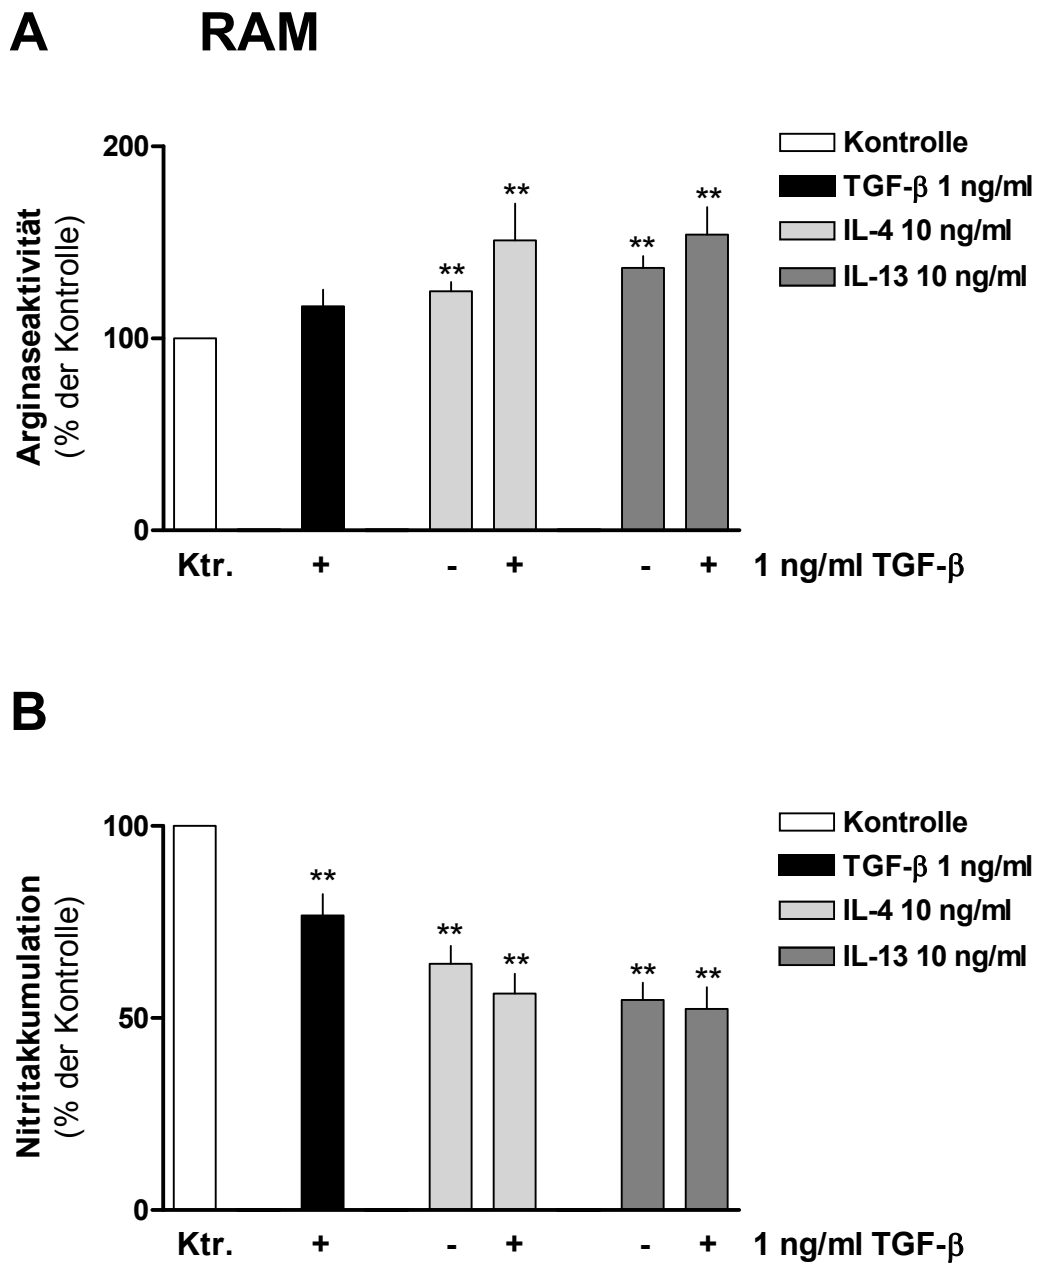 A RAM
Arginaseaktivität
(% der Kontrolle)
200
100
0
** ** ** **
Ktr. + - + - + 1 ng/ml TGF-β
Kontrolle
TGF-β 1 ng/ml
IL-4 10 ng/ml
IL-13 10 ng/ml
B
Nitritakkumulation
(% der Kontrolle)
100
50
0
** ** ** ** **
Ktr. + - + - + 1 ng/ml TGF-β
Kontrolle
TGF-β 1 ng/ml
IL-4 10 ng/ml
IL-13 10 ng/ml